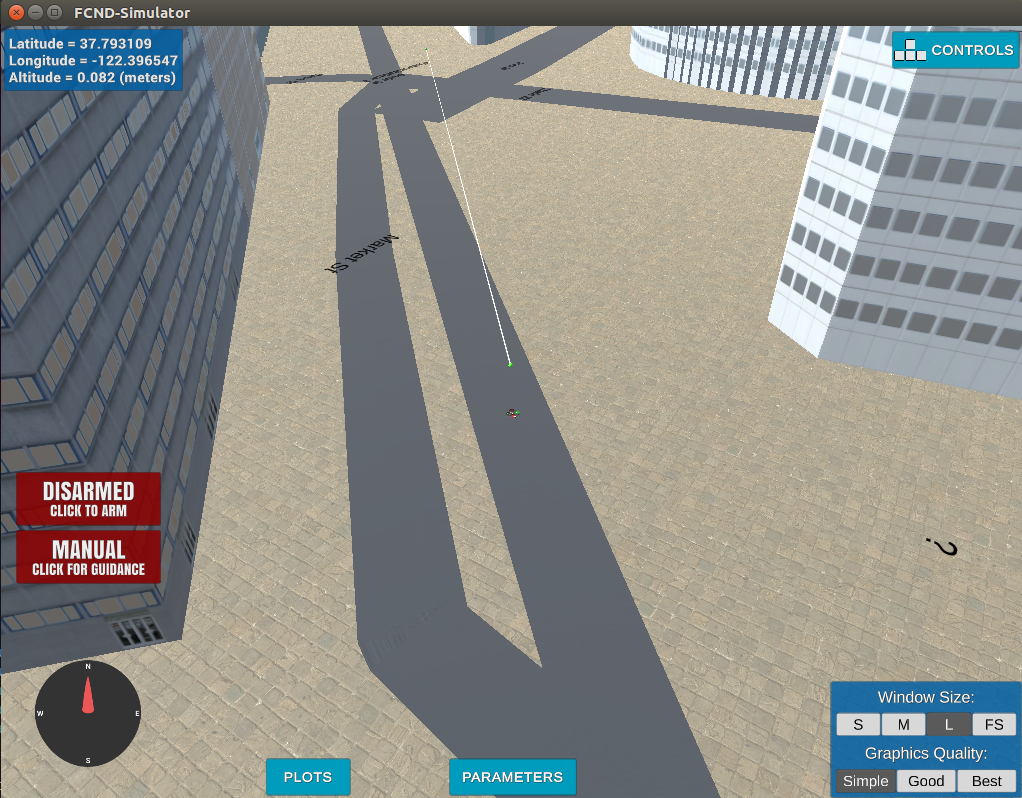 FCND-Simulator
Latitude = 37.793109
Longitude = -122.396547
Altitude = 0.082 (meters)
CONTROLS
Market St
DISARMED
CLICK TO ARM
MANUAL
CLICK FOR GUIDANCE
?
N
W
E
S
PLOTS
PARAMETERS
Window Size:
S M L FS
Graphics Quality:
Simple Good Best